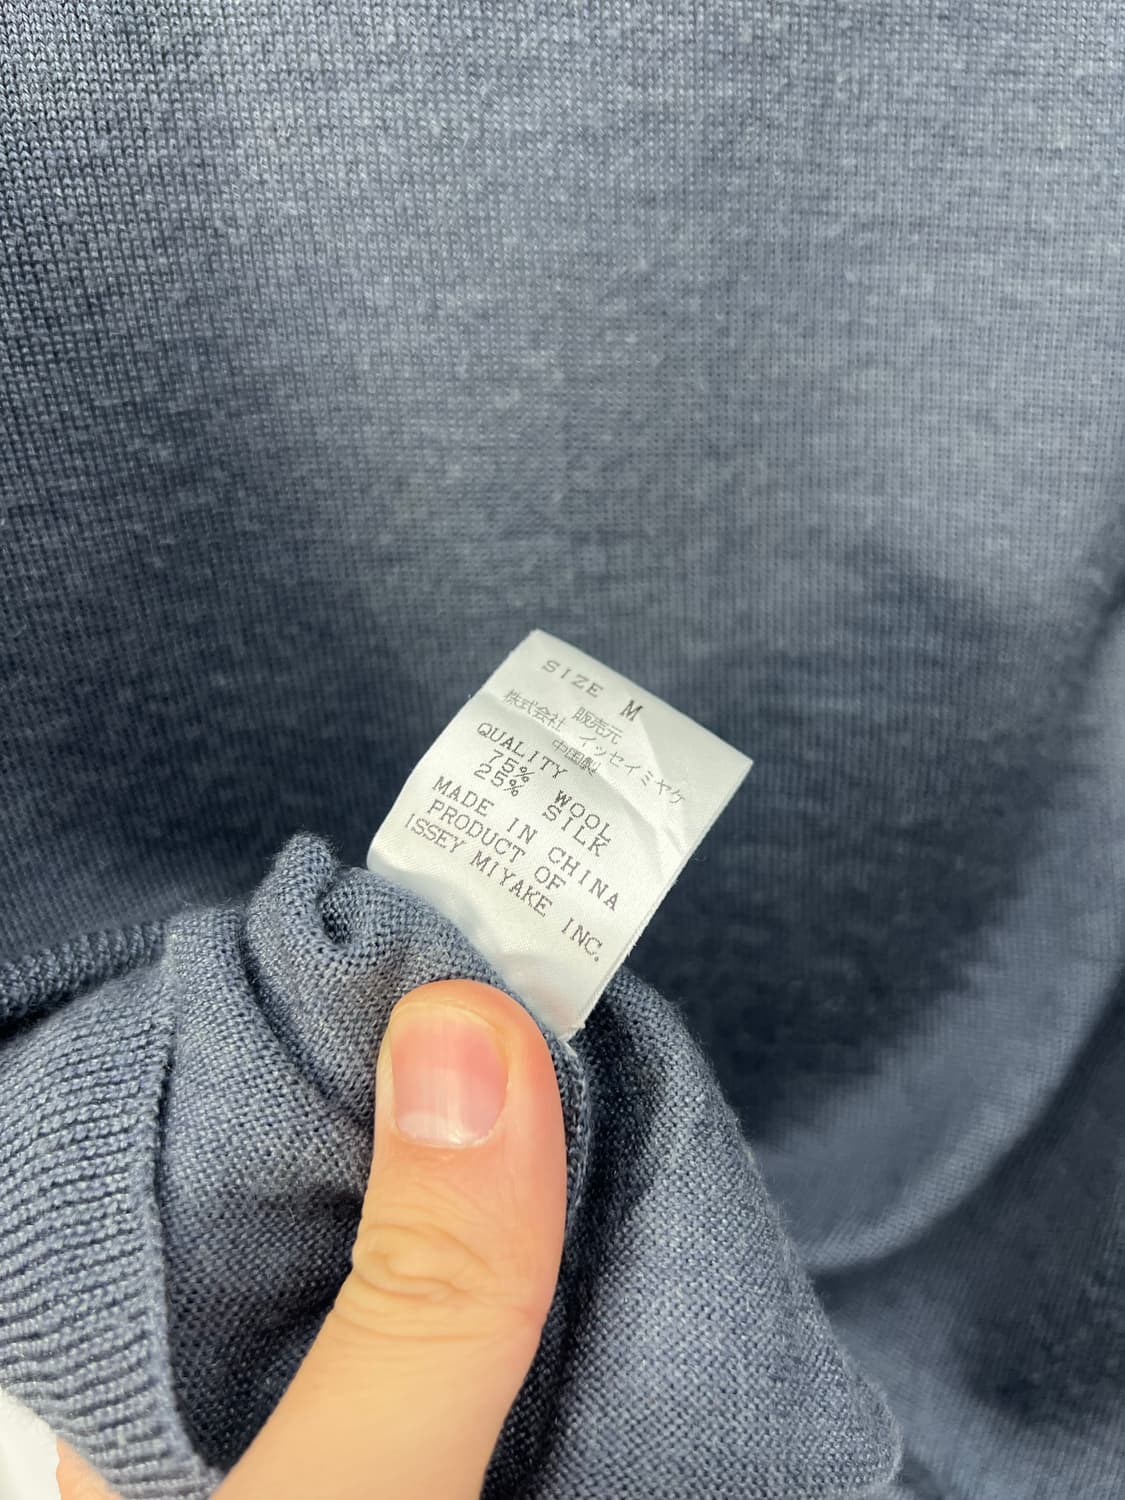 SIZE M
販売元
株式会社 イッセイミヤケ
中国製
QUALITY
75% WOOL
25% SILK
MADE IN CHINA
PRODUCT OF
ISSEY MIYAKE INC.